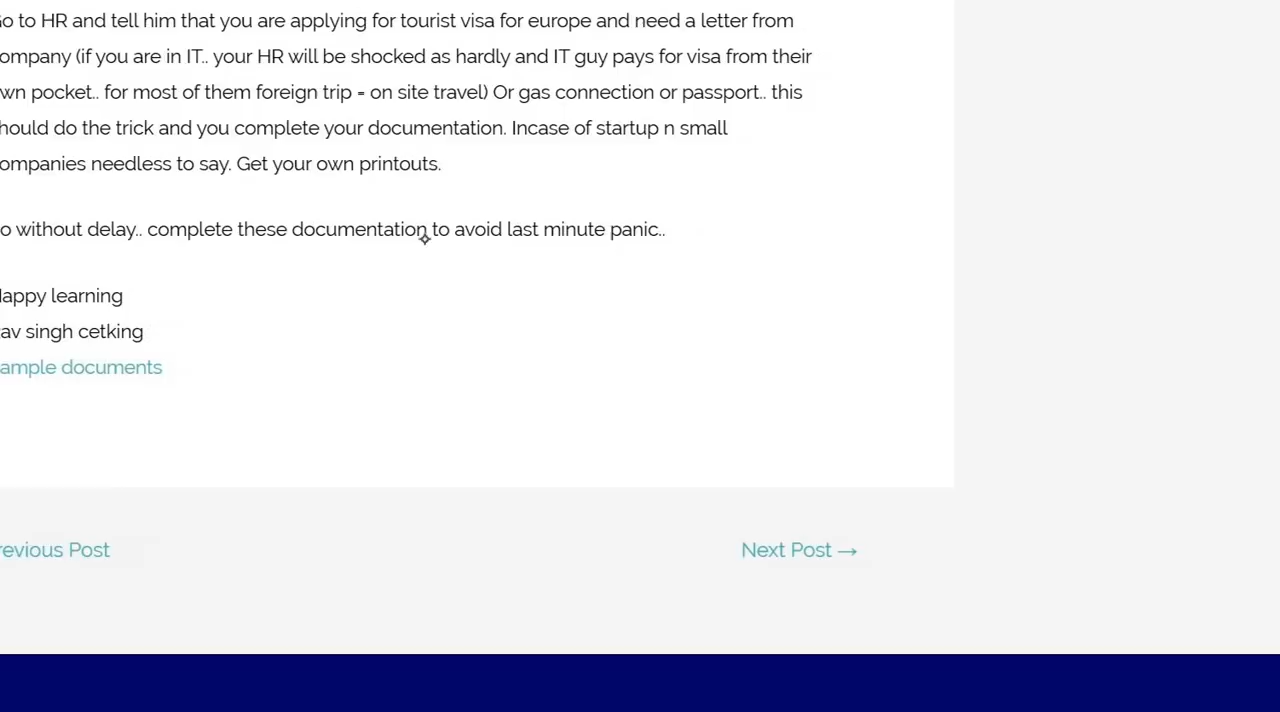 o to HR and tell him that you are applying for tourist visa for europe and need a letter from
ompany (if you are in IT.. your HR will be shocked as hardly and IT guy pays for visa from their
wn pocket.. for most of them foreign trip = on site travel) Or gas connection or passport.. this
hould do the trick and you complete your documentation. Incase of startup n small
ompanies needless to say. Get your own printouts.
o without delay.. complete these documentation to avoid last minute panic..
appy learning
av singh cetking
ample documents
revious Post
Next Post →